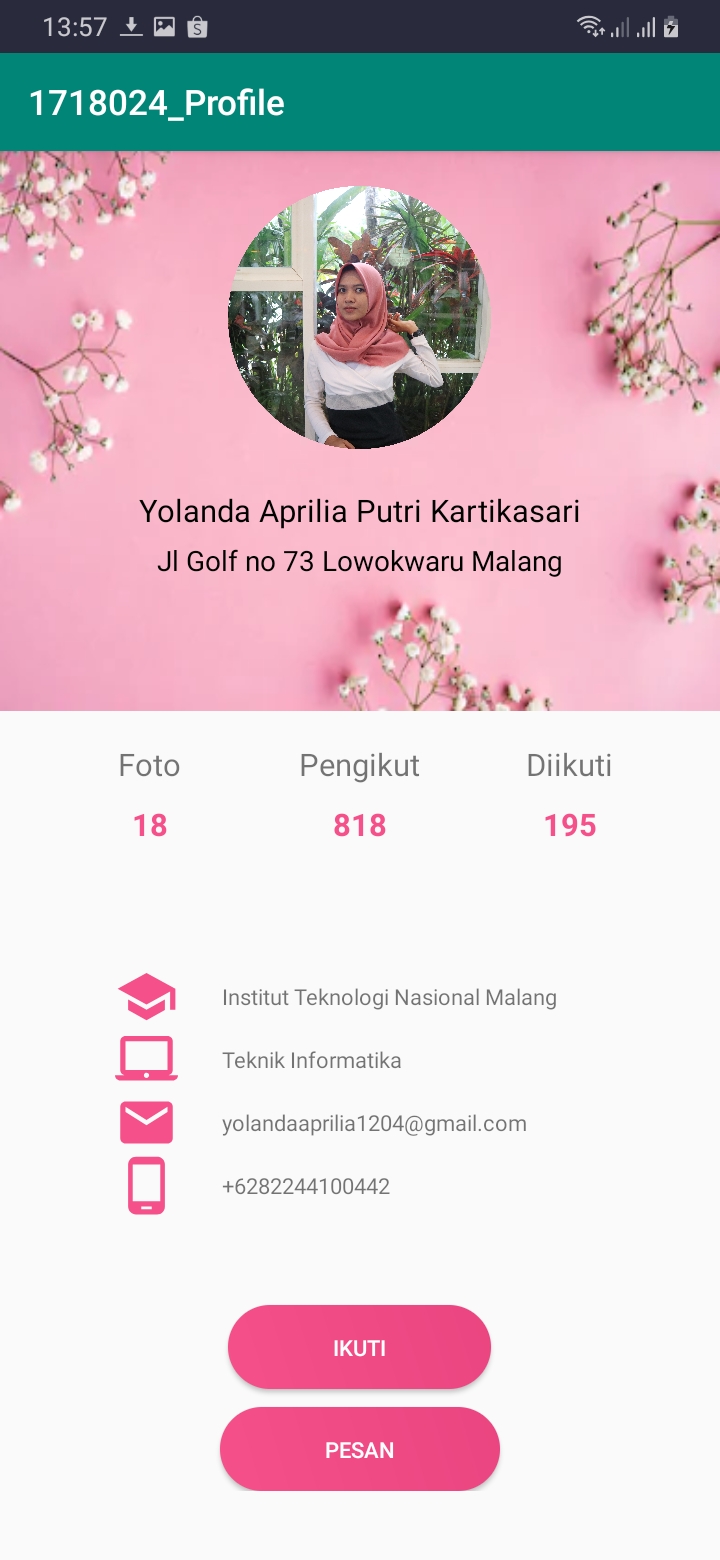 13:57
1718024_Profile
Yolanda Aprilia Putri Kartikasari
Jl Golf no 73 Lowokwaru Malang
Foto Pengikut Diikuti
18 818 195
Institut Teknologi Nasional Malang
Teknik Informatika
yolandaaprilia1204@gmail.com
+6282244100442
IKUTI
PESAN